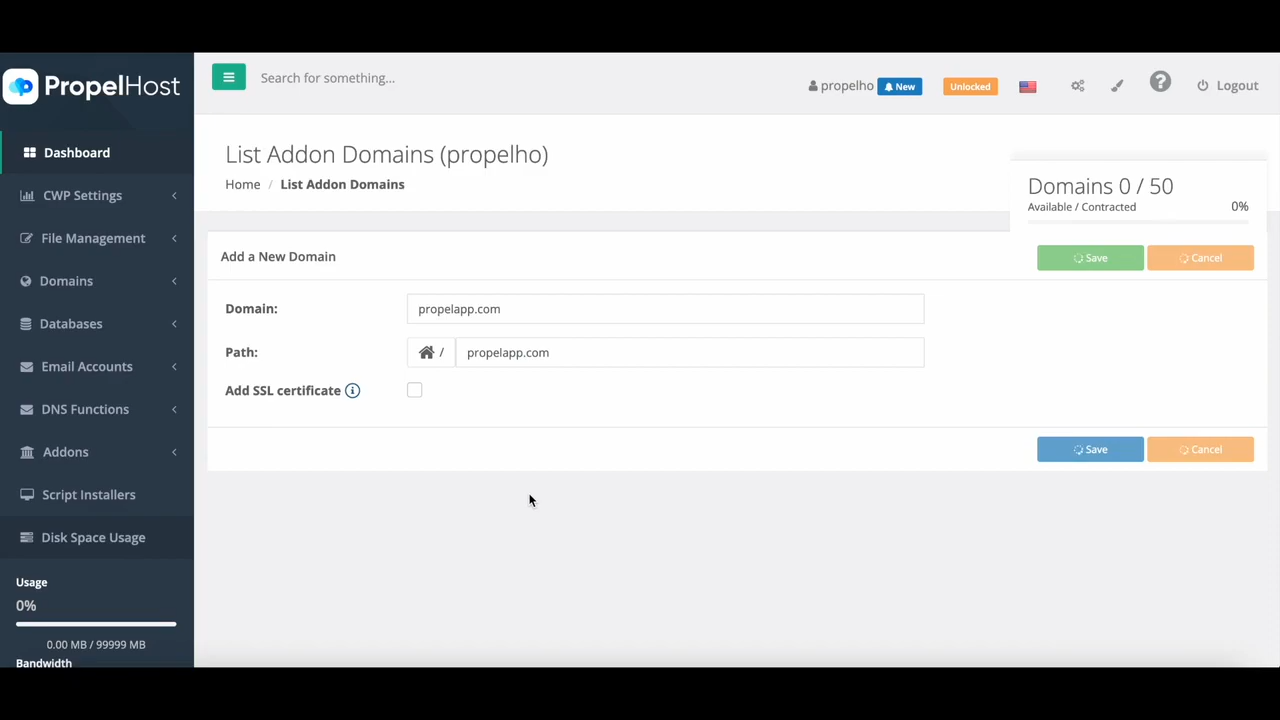 PropelHost
Search for something...
propelho New Unlocked ? Logout
Dashboard
CWP Settings
File Management
Domains
Databases
Email Accounts
DNS Functions
Addons
Script Installers
Disk Space Usage
Usage
0%
0.00 MB / 99999 MB
Bandwidth
List Addon Domains (propelho)
Home / List Addon Domains
Domains 0 / 50
Available / Contracted 0%
Add a New Domain
Save Cancel
Domain: propelapp.com
Path: / propelapp.com
Add SSL certificate i
Save Cancel